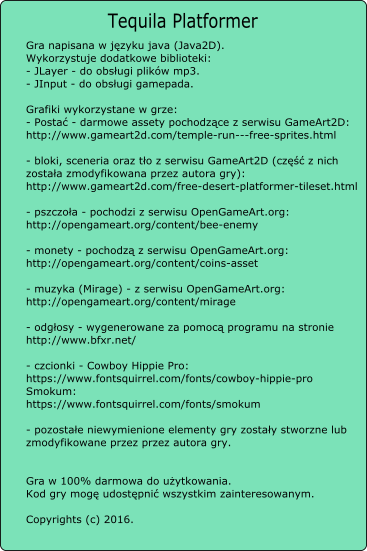 Tequila Platformer
Gra napisana w języku java (Java2D).
Wykorzystuje dodatkowe biblioteki:
- JLayer - do obsługi plików mp3.
- JInput - do obsługi gamepada.
Grafiki wykorzystane w grze:
- Postać - darmowe assety pochodzące z serwisu GameArt2D:
http://www.gameart2d.com/temple-run---free-sprites.html
- bloki, sceneria oraz tło z serwisu GameArt2D (część z nich
została zmodyfikowana przez autora gry):
http://www.gameart2d.com/free-desert-platformer-tileset.html
- pszczoła - pochodzi z serwisu OpenGameArt.org:
http://opengameart.org/content/bee-enemy
- monety - pochodzą z serwisu OpenGameArt.org:
http://opengameart.org/content/coins-asset
- muzyka (Mirage) - z serwisu OpenGameArt.org:
http://opengameart.org/content/mirage
- odgłosy - wygenerowane za pomocą programu na stronie
http://www.bfxr.net/
- czcionki - Cowboy Hippie Pro:
https://www.fontsquirrel.com/fonts/cowboy-hippie-pro
Smokum:
https://www.fontsquirrel.com/fonts/smokum
- pozostałe niewymienione elementy gry zostały stworzne lub
zmodyfikowane przez przez autora gry.
Gra w 100% darmowa do użytkowania.
Kod gry mogę udostępnić wszystkim zainteresowanym.
Copyrights (c) 2016.